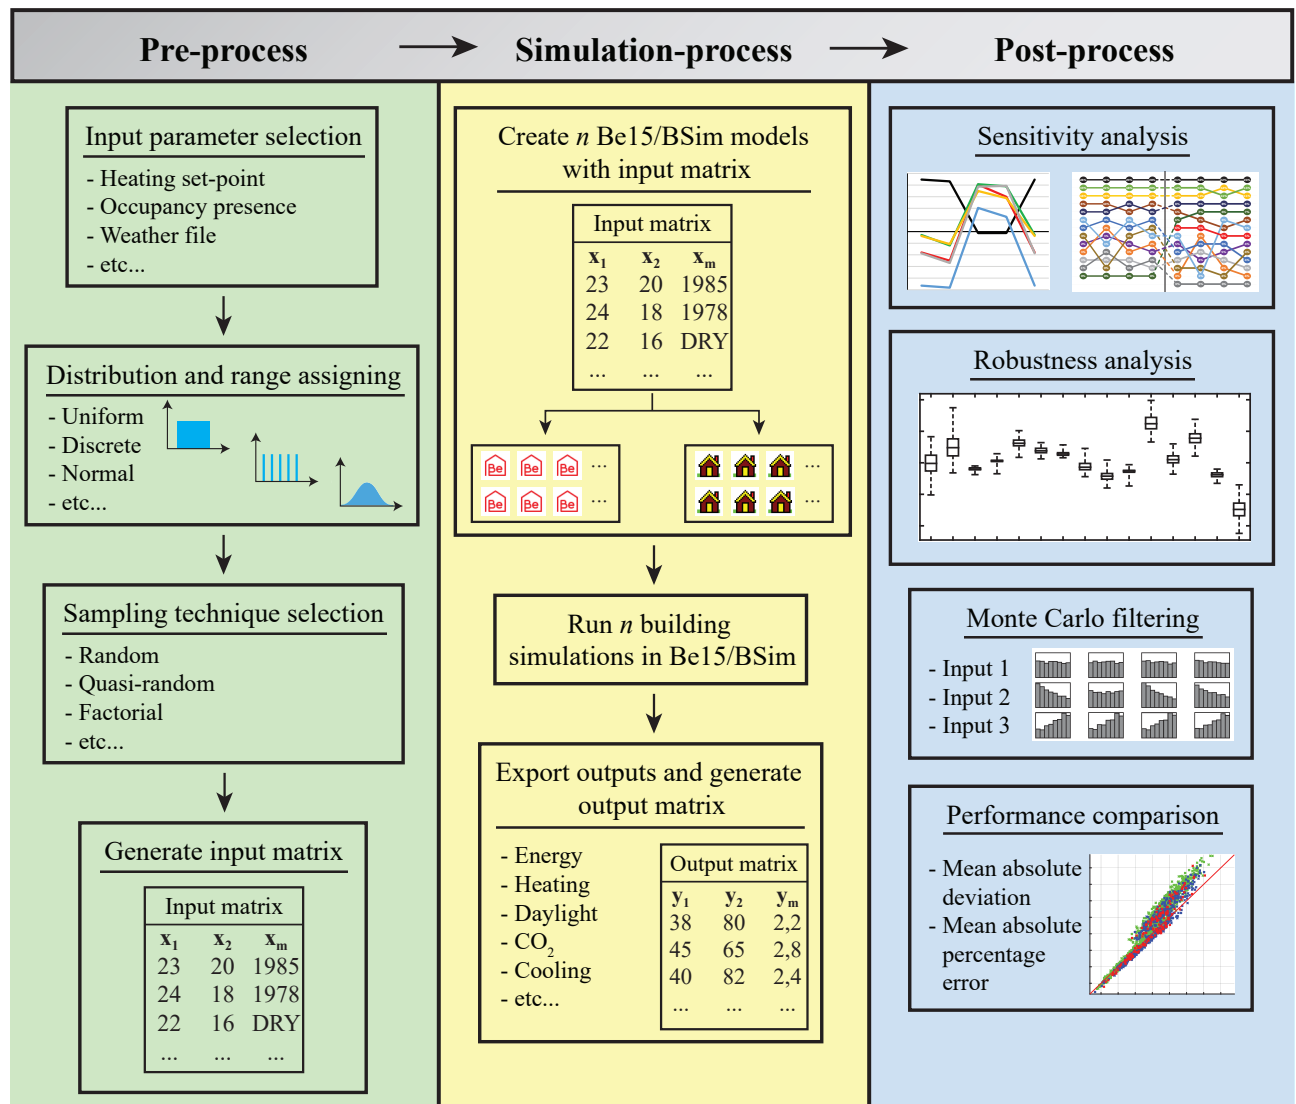 Pre-process
Simulation-process
Post-process
Input parameter selection
- Heating set-point
- Occupancy presence
- Weather file
- etc...
Distribution and range assigning
- Uniform
- Discrete
- Normal
- etc...
Sampling technique selection
- Random
- Quasi-random
- Factorial
- etc...
Generate input matrix
Input matrix
x1 x2 xm
23 20 1985
24 18 1978
22 16 DRY
... ... ...
Create n Be15/BSim models
with input matrix
Input matrix
x1 x2 xm
23 20 1985
24 18 1978
22 16 DRY
... ... ...
Be Be Be ... ...
Be Be Be ... ...
Run n building
simulations in Be15/BSim
Export outputs and generate
output matrix
- Energy
- Heating
- Daylight
- CO2
- Cooling
- etc...
Output matrix
y1 y2 ym
38 80 2,2
45 65 2,8
40 82 2,4
... ... ...
Sensitivity analysis
Robustness analysis
Monte Carlo filtering
- Input 1
- Input 2
- Input 3
Performance comparison
- Mean absolute
deviation
- Mean absolute
percentage
error